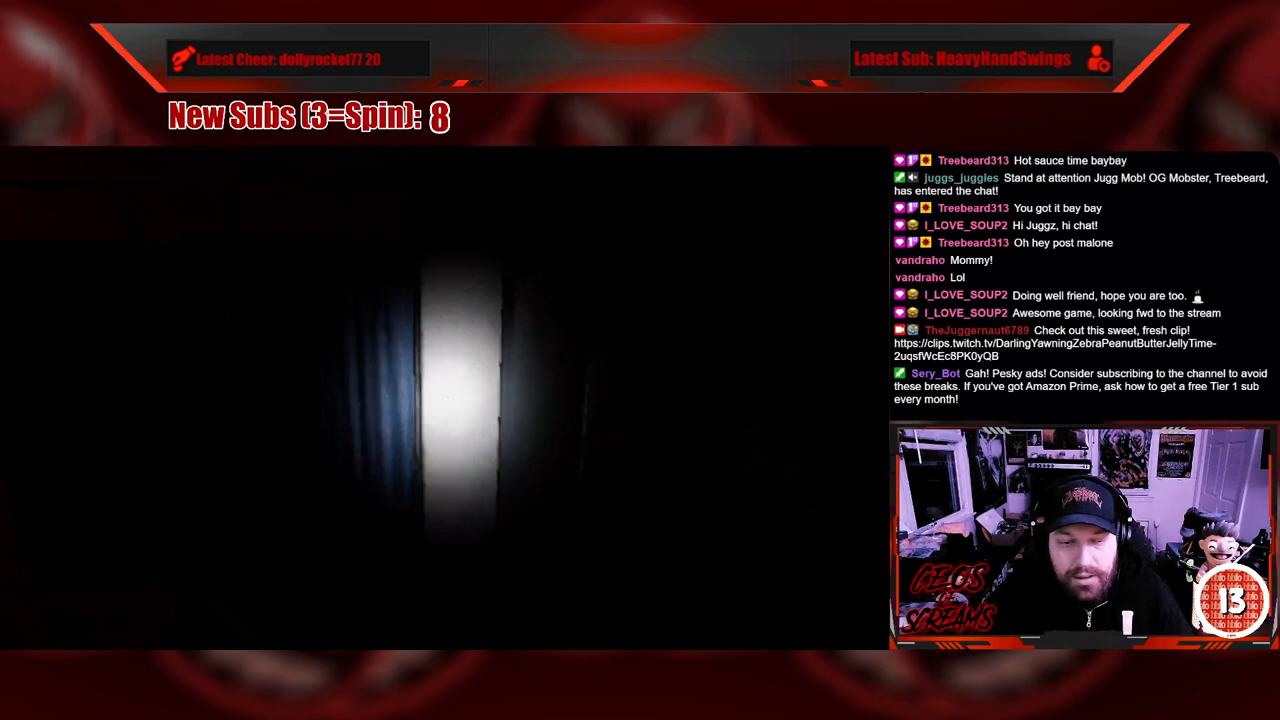 Latest Cheer: dollyrocket77 20
Latest Sub: HeavyHandSwings
New Subs (3=Spin): 8
Treebeard313 Hot sauce time baybay
juggs_juggies Stand at attention Jugg Mob! OG Mobster, Treebeard,
has entered the chat!
Treebeard313 You got it bay bay
I_LOVE_SOUP2 Hi Juggz, hi chat!
Treebeard313 Oh hey post malone
vandraho Mommy!
vandraho Lol
I_LOVE_SOUP2 Doing well friend, hope you are too.
I_LOVE_SOUP2 Awesome game, looking fwd to the stream
TheJuggernaut6789 Check out this sweet, fresh clip!
https://clips.twitch.tv/DarlingYawningZebraPeanutButterJellyTime-
2uqsfWcEc8PK0yQB
Sery_Bot Gah! Pesky ads! Consider subscribing to the channel to avoid
these breaks. If you've got Amazon Prime, ask how to get a free Tier 1 sub
every month!
CEOS
OF
SCREAMS
13